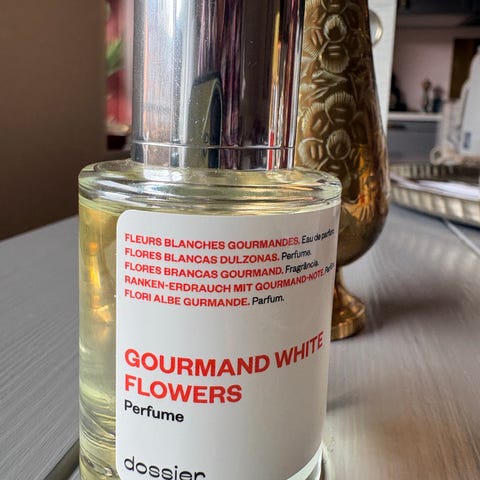 FLEURS BLANCHES GOURMANDES. Eau de parfum.
FLORES BLANCAS DULZONAS. Perfume.
FLORES BRANCAS GOURMAND. Fragrância.
RANKEN-ERDRAUCH MIT GOURMAND-NOTE.
FLORI ALBE GURMANDE. Parfum.
GOURMAND WHITE
FLOWERS
Perfume
dossier